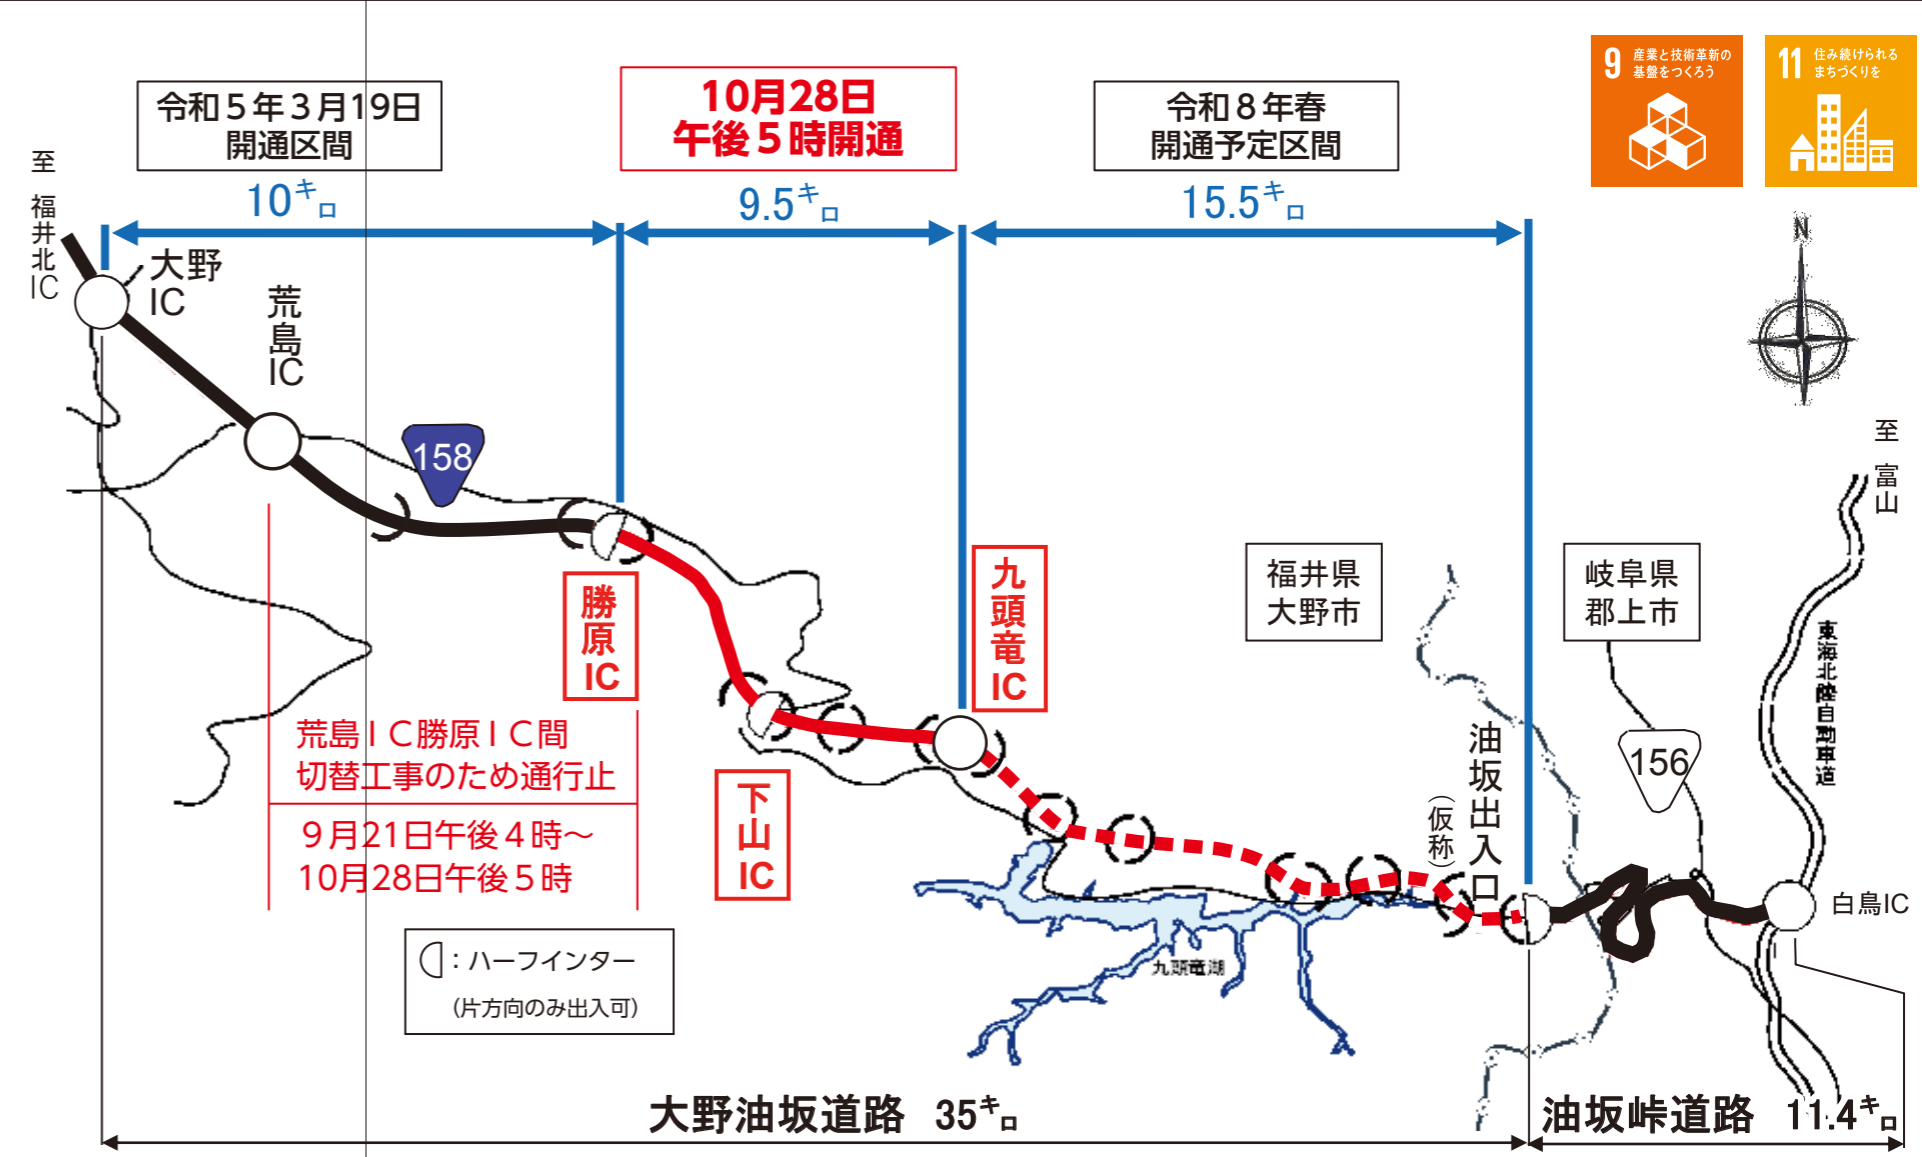 令和５年３月19日
開通区間
10月28日
午後５時開通
令和８年春
開通予定区間
9 産業と技術革新の
基盤をつくろう
11 住み続けられる
まちづくりを
10キロ
9.5キロ
15.5キロ
至 福井北IC
大野
IC
荒島IC
158
N
至 富山
勝原IC
九頭竜IC
下山IC
福井県
大野市
岐阜県
郡上市
東海北陸自動車道
156
油坂出入口
（仮称）
荒島ＩＣ勝原ＩＣ間
切替工事のため通行止
９月21日午後４時～
10月28日午後５時
白鳥IC
：ハーフインター
（片方向のみ出入可）
九頭竜湖
大野油坂道路 35キロ
油坂峠道路 11.4キロ